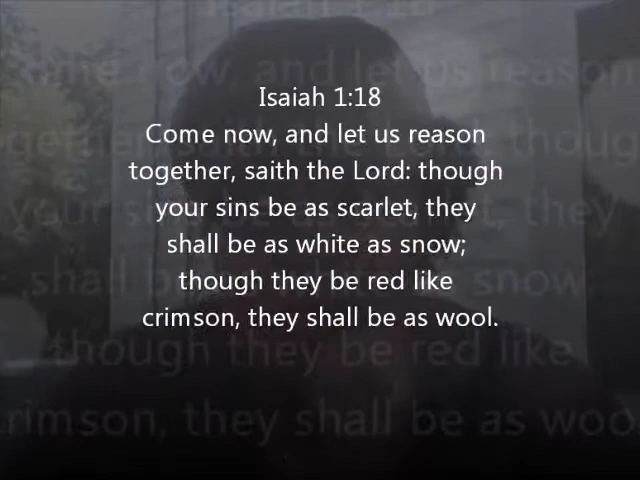 Isaiah 1:18
Come now, and let us reason
together, saith the Lord: though
your sins be as scarlet, they
shall be as white as snow;
though they be red like
crimson, they shall be as wool.